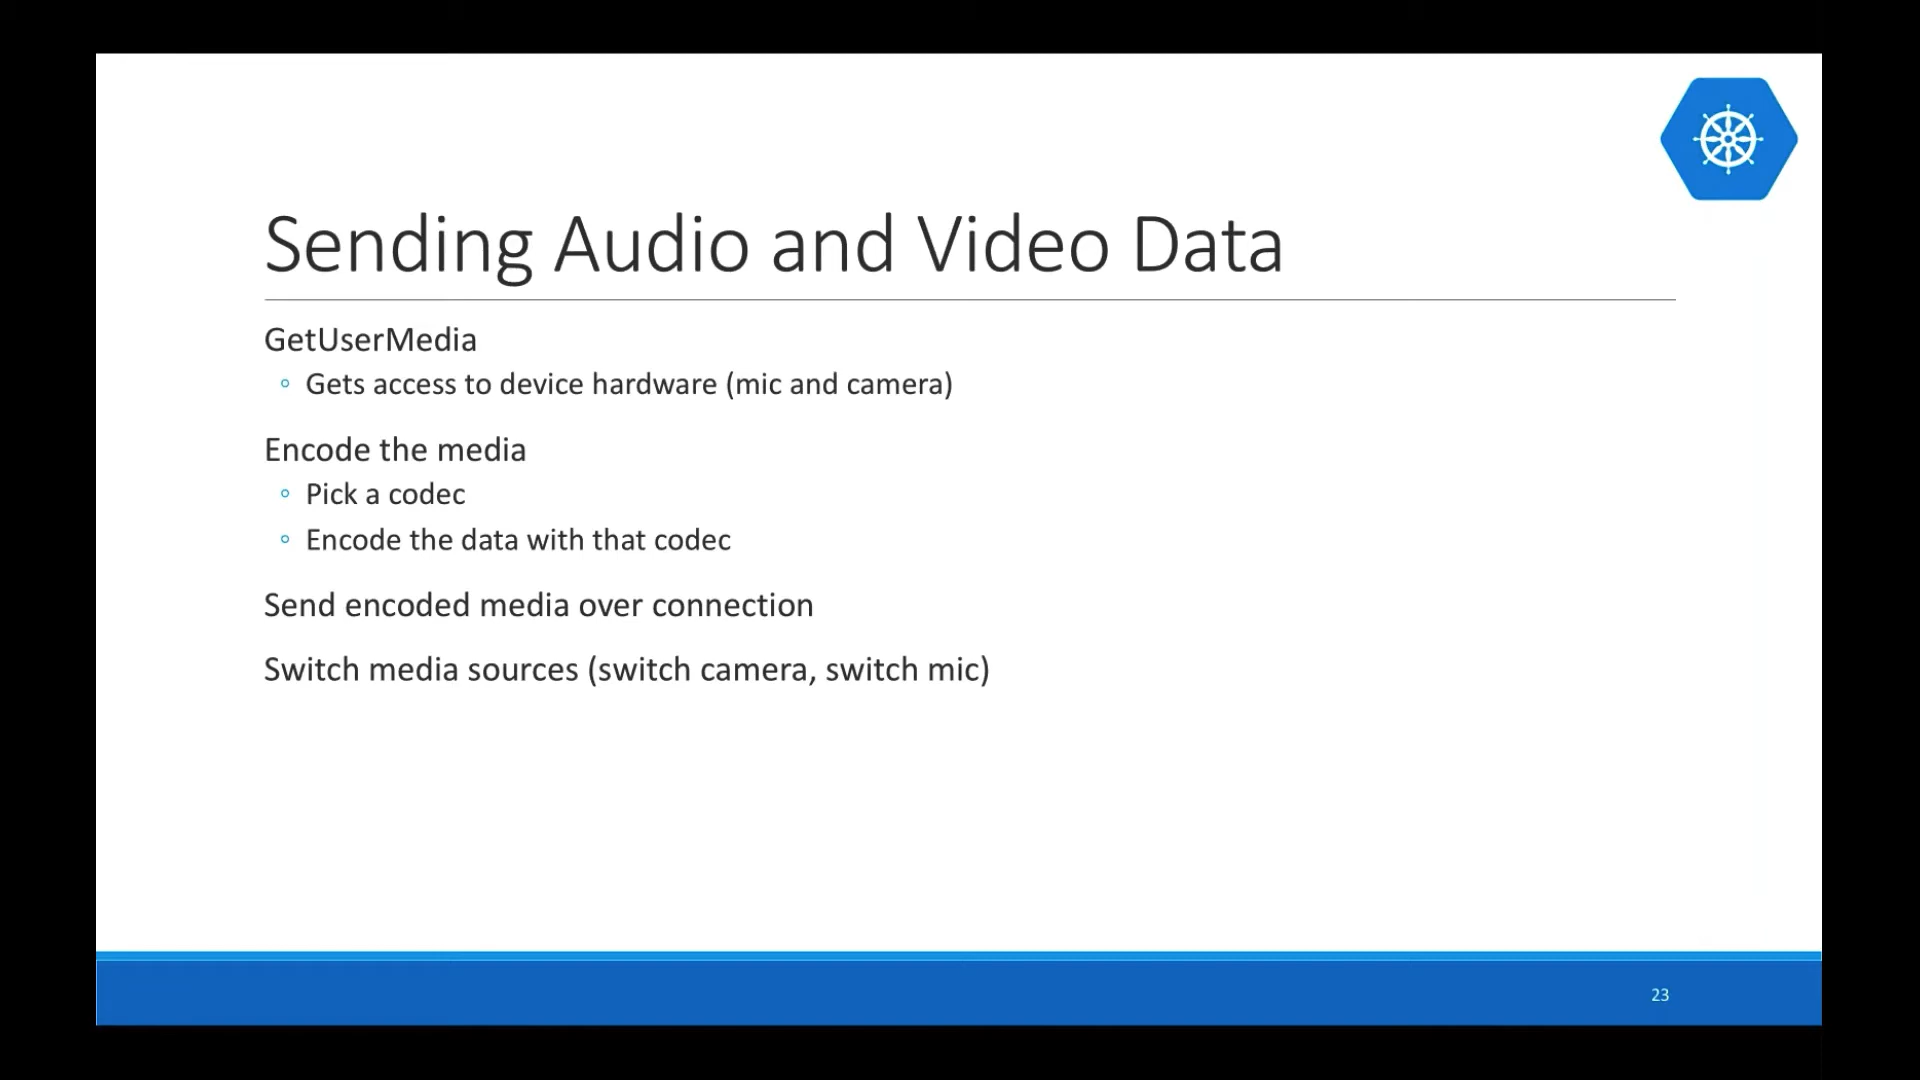 Sending Audio and Video Data
GetUserMedia
◦ Gets access to device hardware (mic and camera)
Encode the media
◦ Pick a codec
◦ Encode the data with that codec
Send encoded media over connection
Switch media sources (switch camera, switch mic)
23